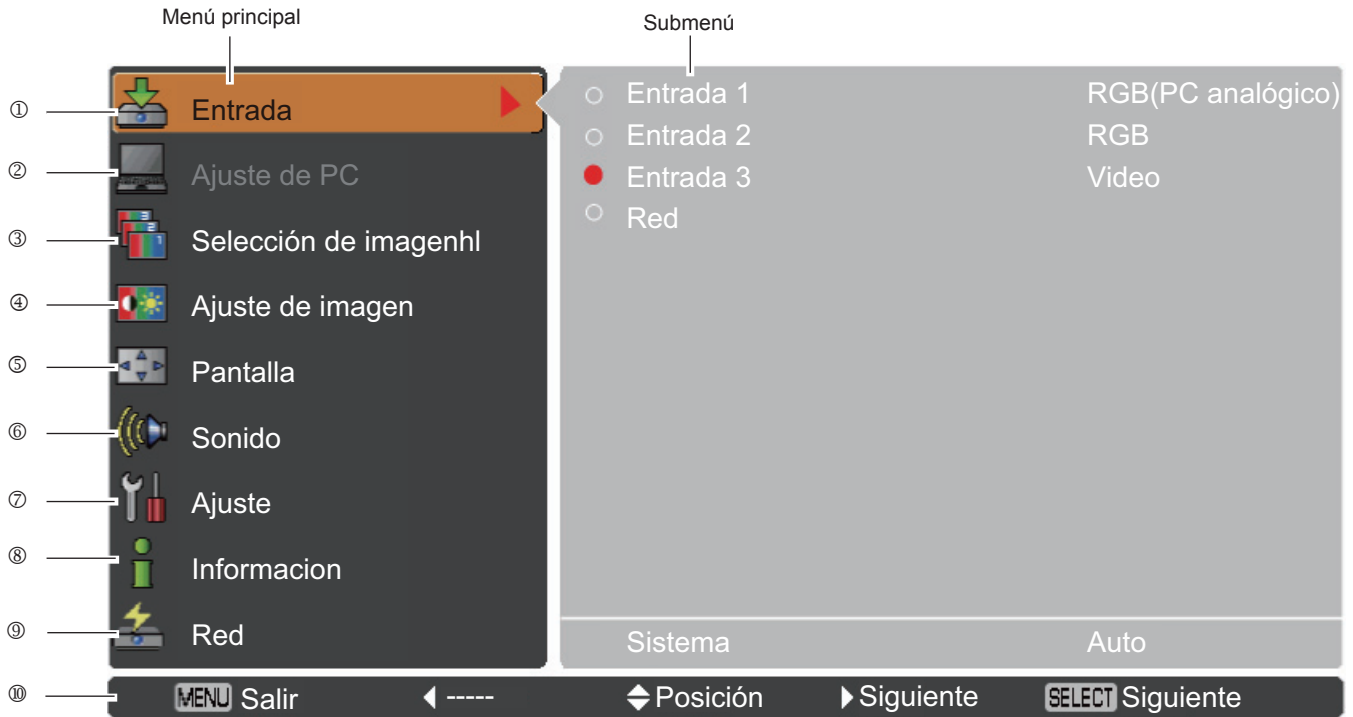 Menú principal
Submenú
① Entrada
② Ajuste de PC
③ Selección de imagenhl
④ Ajuste de imagen
⑤ Pantalla
⑥ Sonido
⑦ Ajuste
⑧ Informacion
⑨ Red
Entrada 1 RGB(PC analógico)
Entrada 2 RGB
Entrada 3 Video
Red
Sistema Auto
⑩ MENU Salir ----- Posición Siguiente SELECT Siguiente